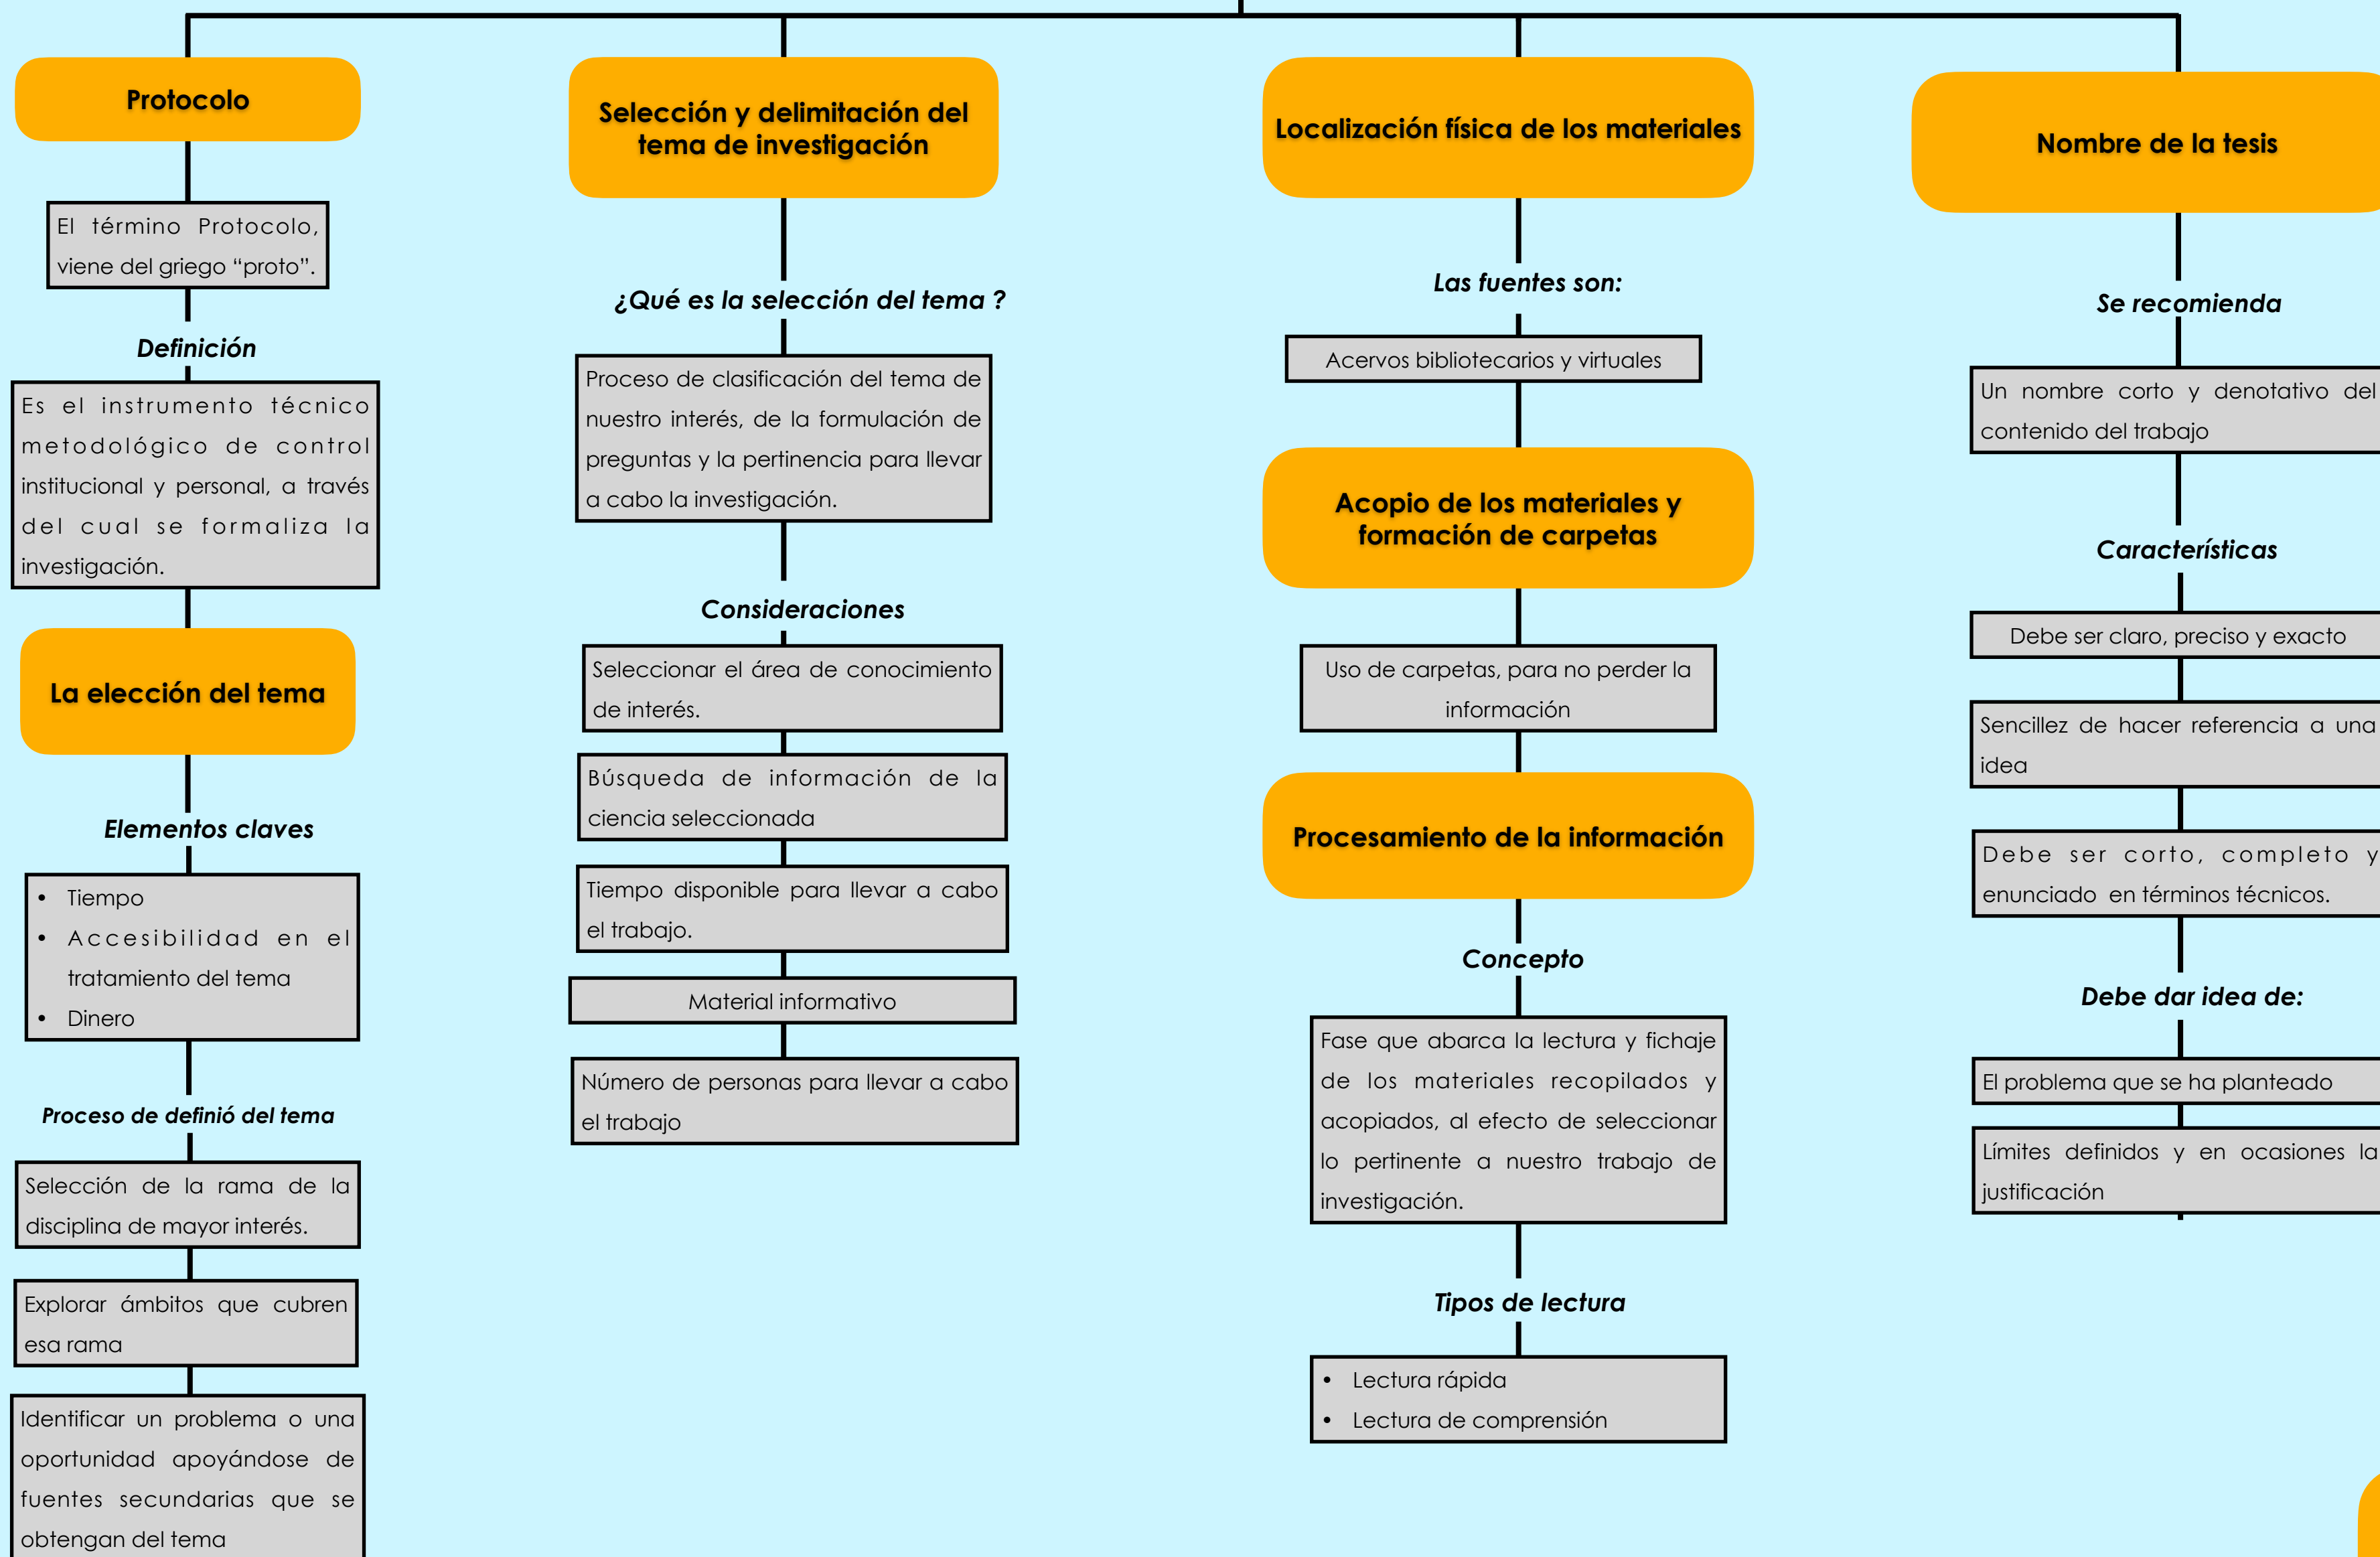 Protocolo
El término Protocolo,
viene del griego “proto”.
Definición
Es el instrumento técnico
metodológico de control
institucional y personal, a través
del cual se formaliza la
investigación.
La elección del tema
Elementos claves
• Tiempo
• Accesibilidad en el
tratamiento del tema
• Dinero
Proceso de definió del tema
Selección de la rama de la
disciplina de mayor interés.
Explorar ámbitos que cubren
esa rama
Identificar un problema o una
oportunidad apoyándose de
fuentes secundarias que se
obtengan del tema
Selección y delimitación del
tema de investigación
¿Qué es la selección del tema ?
Proceso de clasificación del tema de
nuestro interés, de la formulación de
preguntas y la pertinencia para llevar
a cabo la investigación.
Consideraciones
Seleccionar el área de conocimiento
de interés.
Búsqueda de información de la
ciencia seleccionada
Tiempo disponible para llevar a cabo
el trabajo.
Material informativo
Número de personas para llevar a cabo
el trabajo
Localización física de los materiales
Las fuentes son:
Acervos bibliotecarios y virtuales
Acopio de los materiales y
formación de carpetas
Uso de carpetas, para no perder la
información
Procesamiento de la información
Concepto
Fase que abarca la lectura y fichaje
de los materiales recopilados y
acopiados, al efecto de seleccionar
lo pertinente a nuestro trabajo de
investigación.
Tipos de lectura
• Lectura rápida
• Lectura de comprensión
Nombre de la tesis
Se recomienda
Un nombre corto y denotativo del
contenido del trabajo
Características
Debe ser claro, preciso y exacto
Sencillez de hacer referencia a una
idea
Debe ser corto, completo y
enunciado en términos técnicos.
Debe dar idea de:
El problema que se ha planteado
Límites definidos y en ocasiones la
justificación